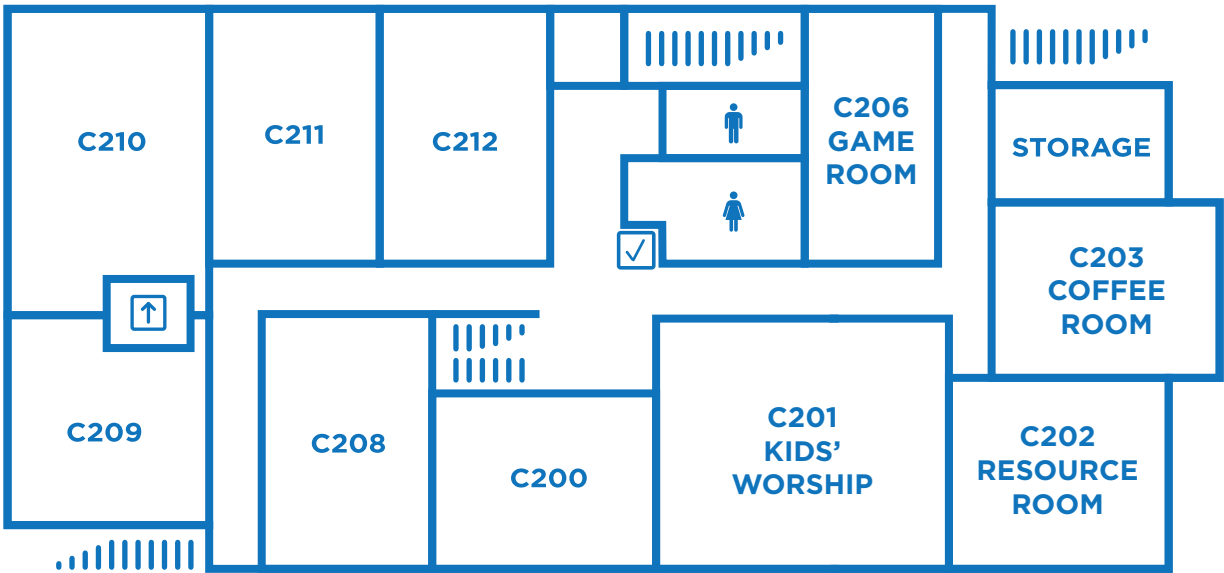 C210
C211
C212
C206
GAME
ROOM
STORAGE
C203
COFFEE
ROOM
C209
C208
C200
C201
KIDS'
WORSHIP
C202
RESOURCE
ROOM